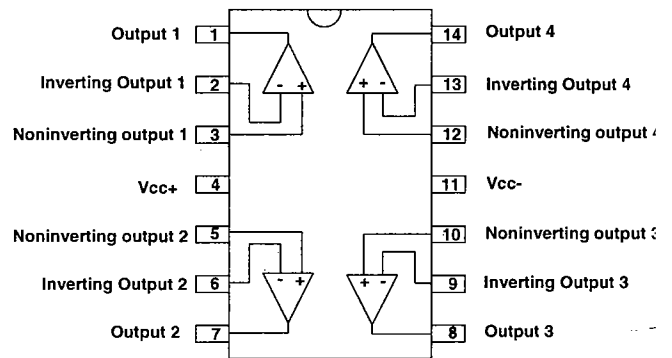 Output 1 1 14 Output 4
Inverting Output 1 2 13 Inverting Output 4
- + + -
Noninverting output 1 3 12 Noninverting output 4
Vcc+ 4 11 Vcc-
Noninverting output 2 5 10 Noninverting output 3
Inverting Output 2 6 9 Inverting Output 3
- + + -
Output 2 7 8 Output 3